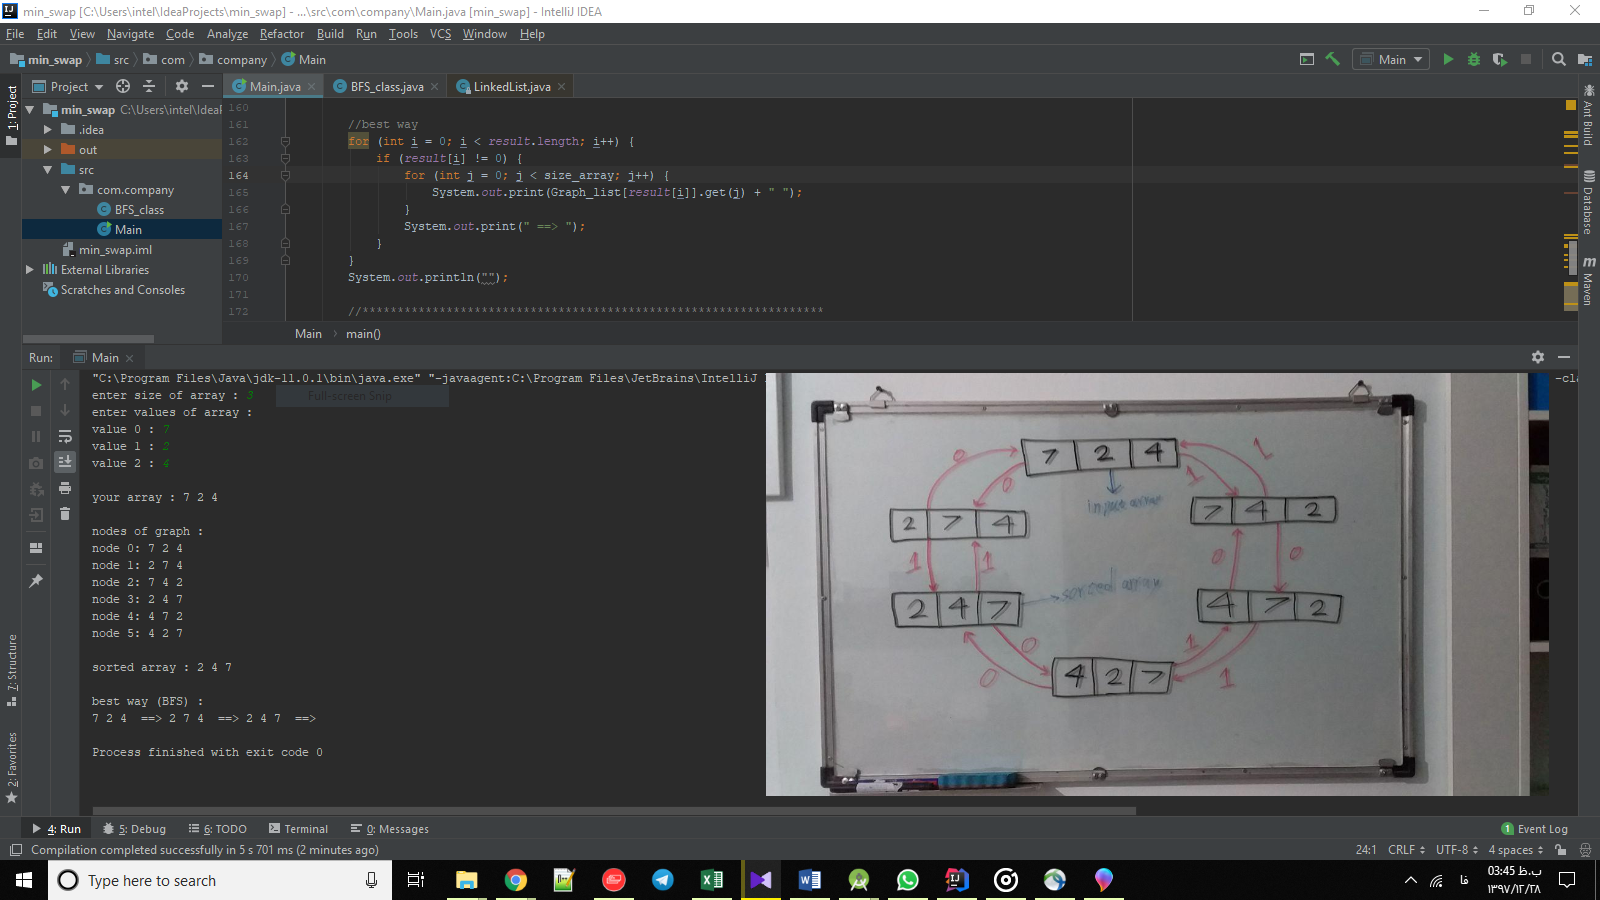 min_swap [C:\Users\intel\IdeaProjects\min_swap] - ...\src\com\company\Main.java [min_swap] - IntelliJ IDEA
File Edit View Navigate Code Analyze Refactor Build Run Tools VCS Window Help
min_swap src com company Main
Main
Project
Main.java BFS_class.java LinkedList.java
1: Project
min_swap C:\Users\intel\IdeaF
.idea
out
src
com.company
BFS_class
Main
min_swap.iml
External Libraries
Scratches and Consoles
160
161 //best way
162 for (int i = 0; i < result.length; i++) {
163 if (result[i] != 0) {
164 for (int j = 0; j < size_array; j++) {
165 System.out.print(Graph_list[result[i]].get(j) + " ");
166 }
167 System.out.print(" ==> ");
168 }
169 }
170 System.out.println("");
171
172 //******************************************************************
Main main()
Ant Build
Database
m
Maven
Run: Main
"C:\Program Files\Java\jdk-11.0.1\bin\java.exe" "-javaagent:C:\Program Files\JetBrains\IntelliJ
-cla
enter size of array : 3
Full-screen Snip
enter values of array :
value 0 : 7
value 1 : 2
value 2 : 4
your array : 7 2 4
nodes of graph :
node 0: 7 2 4
node 1: 2 7 4
node 2: 7 4 2
node 3: 2 4 7
node 4: 4 7 2
node 5: 4 2 7
sorted array : 2 4 7
best way (BFS) :
7 2 4 ==> 2 7 4 ==> 2 4 7 ==>
Process finished with exit code 0
7 2 4
0 0 1 1
2 7 4
7 4 2
1 1 0 0
sorted array
2 4 7
4 7 2
0 0 1 1
4 2 7
7: Structure
2: Favorites
4: Run 5: Debug 6: TODO Terminal 0: Messages
1 Event Log
Compilation completed successfully in 5 s 701 ms (2 minutes ago)
24:1 CRLF UTF-8 4 spaces
Type here to search
فا
03:45 ب.ظ
۱۳۹۷/۱۲/۲۸